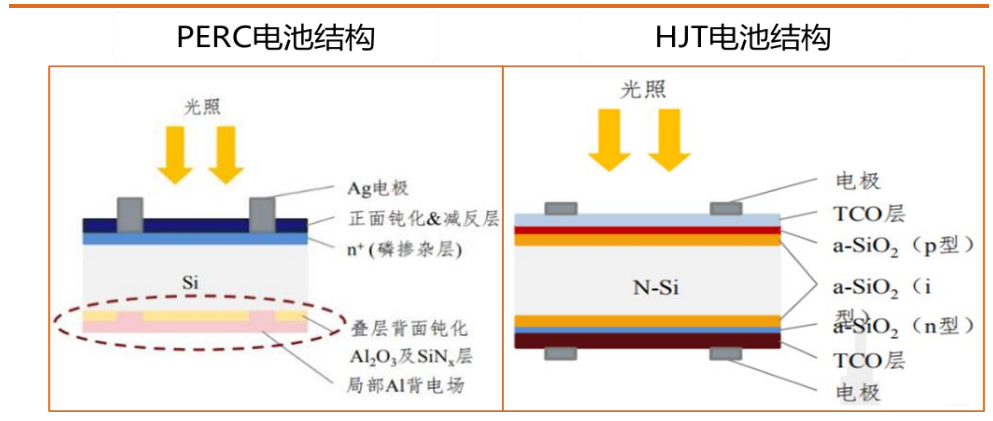 PERC电池结构
HJT电池结构
光照
Ag电极
正面钝化&减反层
n⁺(磷掺杂层)
Si
叠层背面钝化
Al₂O₃及SiNₓ层
局部Al背电场
光照
电极
TCO层
a-SiO₂（p型）
N-Si
a-SiO₂（i
型）
a-SiO₂（n型）
TCO层
电极